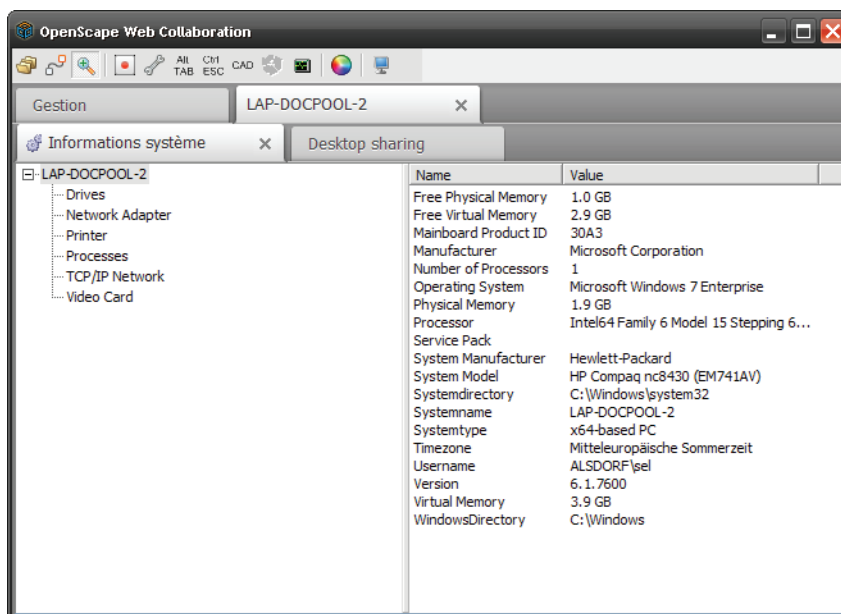 OpenScape Web Collaboration
Alt TAB Ctrl ESC CAD
Gestion LAP-DOCPOOL-2
Informations système Desktop sharing
LAP-DOCPOOL-2
Drives
Network Adapter
Printer
Processes
TCP/IP Network
Video Card
Name Value
Free Physical Memory 1.0 GB
Free Virtual Memory 2.9 GB
Mainboard Product ID 30A3
Manufacturer Microsoft Corporation
Number of Processors 1
Operating System Microsoft Windows 7 Enterprise
Physical Memory 1.9 GB
Processor Intel64 Family 6 Model 15 Stepping 6...
Service Pack
System Manufacturer Hewlett-Packard
System Model HP Compaq nc8430 (EM741AV)
Systemdirectory C:\Windows\system32
Systemname LAP-DOCPOOL-2
Systemtype x64-based PC
Timezone Mitteleuropäische Sommerzeit
Username ALSDORF\sel
Version 6.1.7600
Virtual Memory 3.9 GB
WindowsDirectory C:\Windows